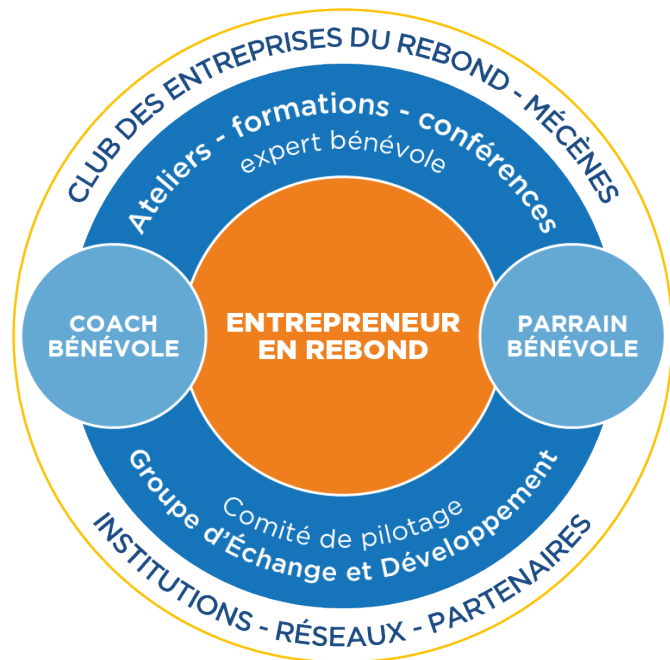 CLUB DES ENTREPRISES DU REBOND - MÉCÈNES
Ateliers - formations - conférences
expert bénévole
COACH
BÉNÉVOLE
ENTREPRENEUR
EN REBOND
PARRAIN
BÉNÉVOLE
Comité de pilotage
Groupe d'Échange et Développement
INSTITUTIONS - RÉSEAUX - PARTENAIRES